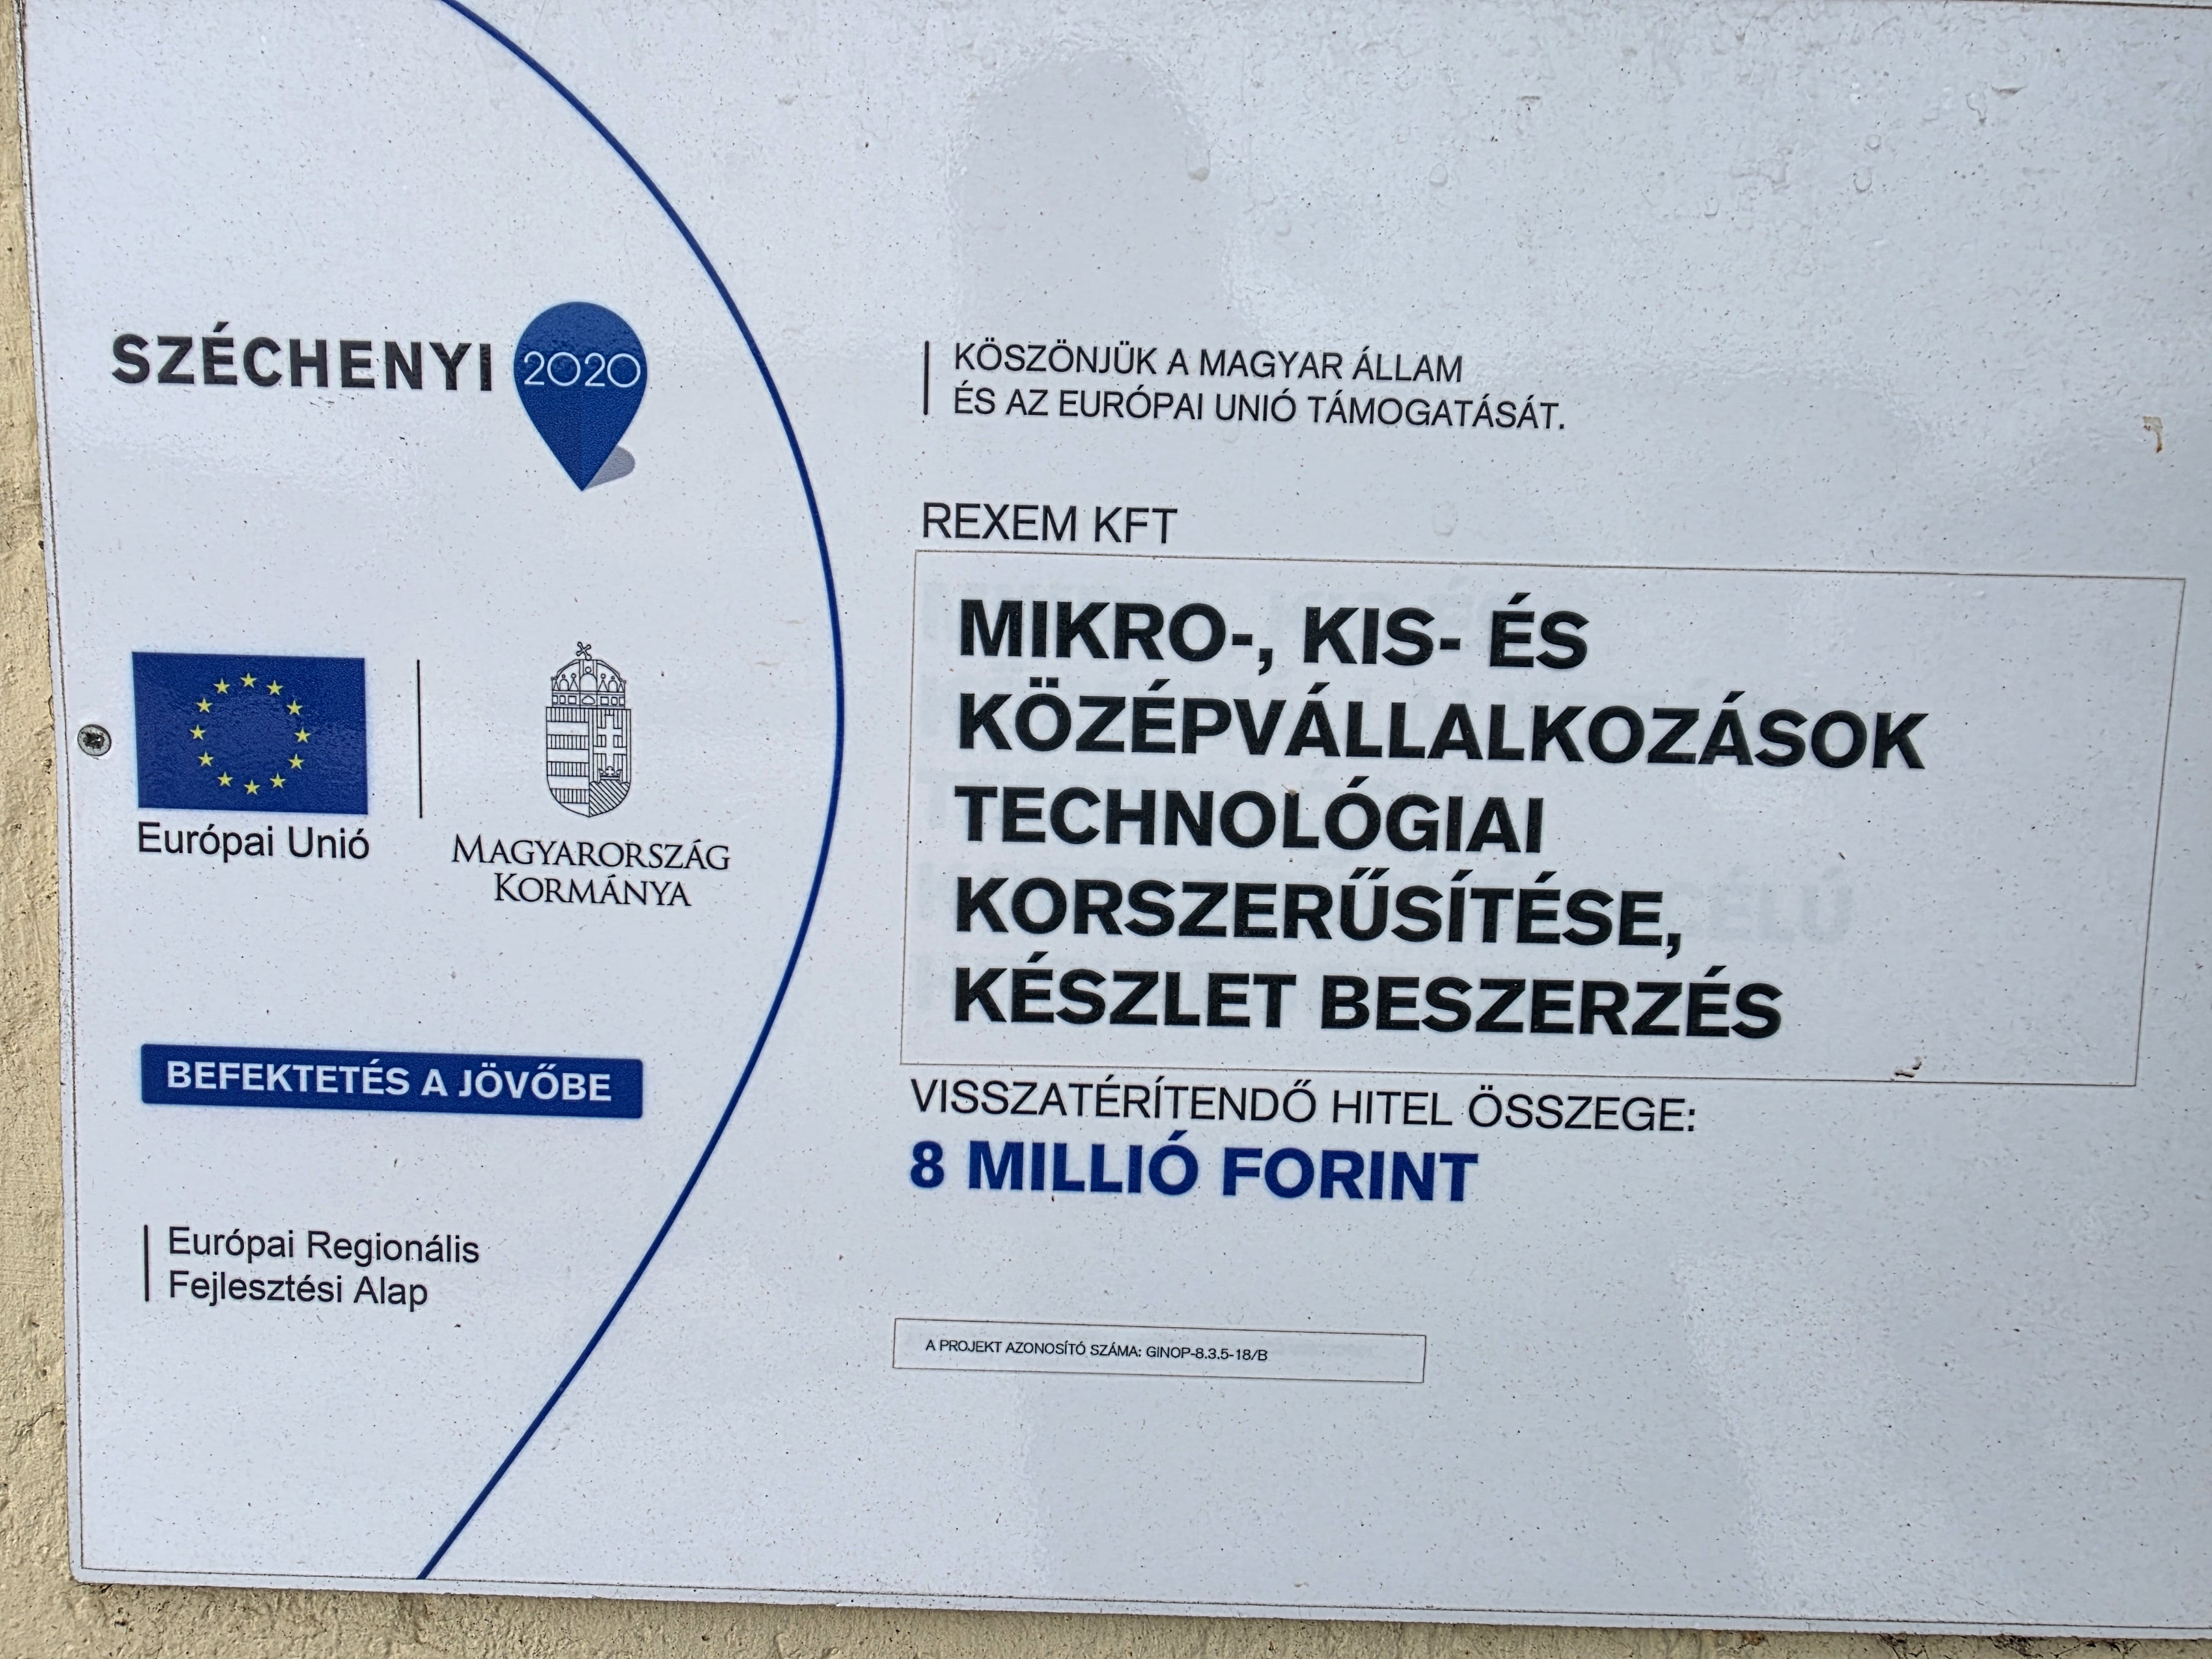 SZÉCHENYI 2020
Európai Unió
MAGYARORSZÁG
KORMÁNYA
BEFEKTETÉS A JÖVŐBE
Európai Regionális
Fejlesztési Alap
KÖSZÖNJÜK A MAGYAR ÁLLAM
ÉS AZ EURÓPAI UNIÓ TÁMOGATÁSÁT.
REXEM KFT
MIKRO-, KIS- ÉS
KÖZÉPVÁLLALKOZÁSOK
TECHNOLÓGIAI
KORSZERŰSÍTÉSE,
KÉSZLET BESZERZÉS
VISSZATÉRÍTENDŐ HITEL ÖSSZEGE:
8 MILLIÓ FORINT
A PROJEKT AZONOSÍTÓ SZÁMA: GINOP-8.3.5-18/B